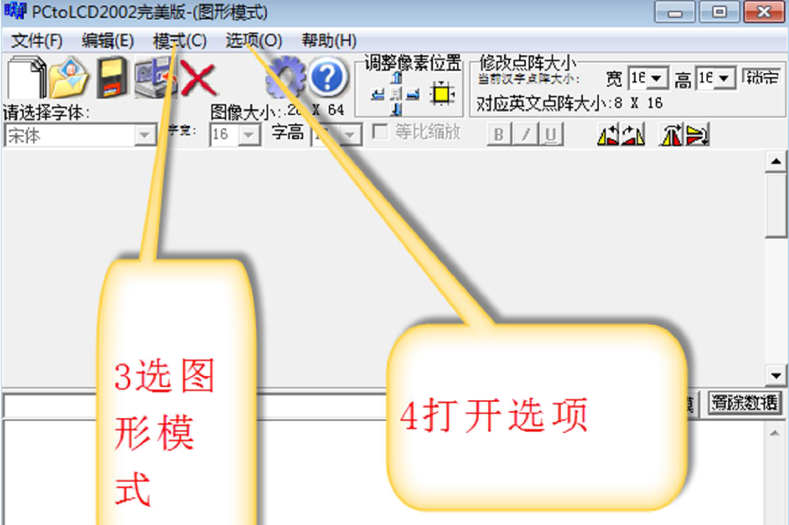 PCtoLCD2002完美版-(图形模式)
文件(F) 编辑(E) 模式(C) 选项(O) 帮助(H)
调整像素位置 修改点阵大小
当前汉字点阵大小: 宽 16 高 16 锁定
对应英文点阵大小:8 X 16
请选择字体: 图像大小: X 64
宋体 字宽: 16 字高 等比缩放 B I U
3选图
形模
式
4打开选项
清除数据